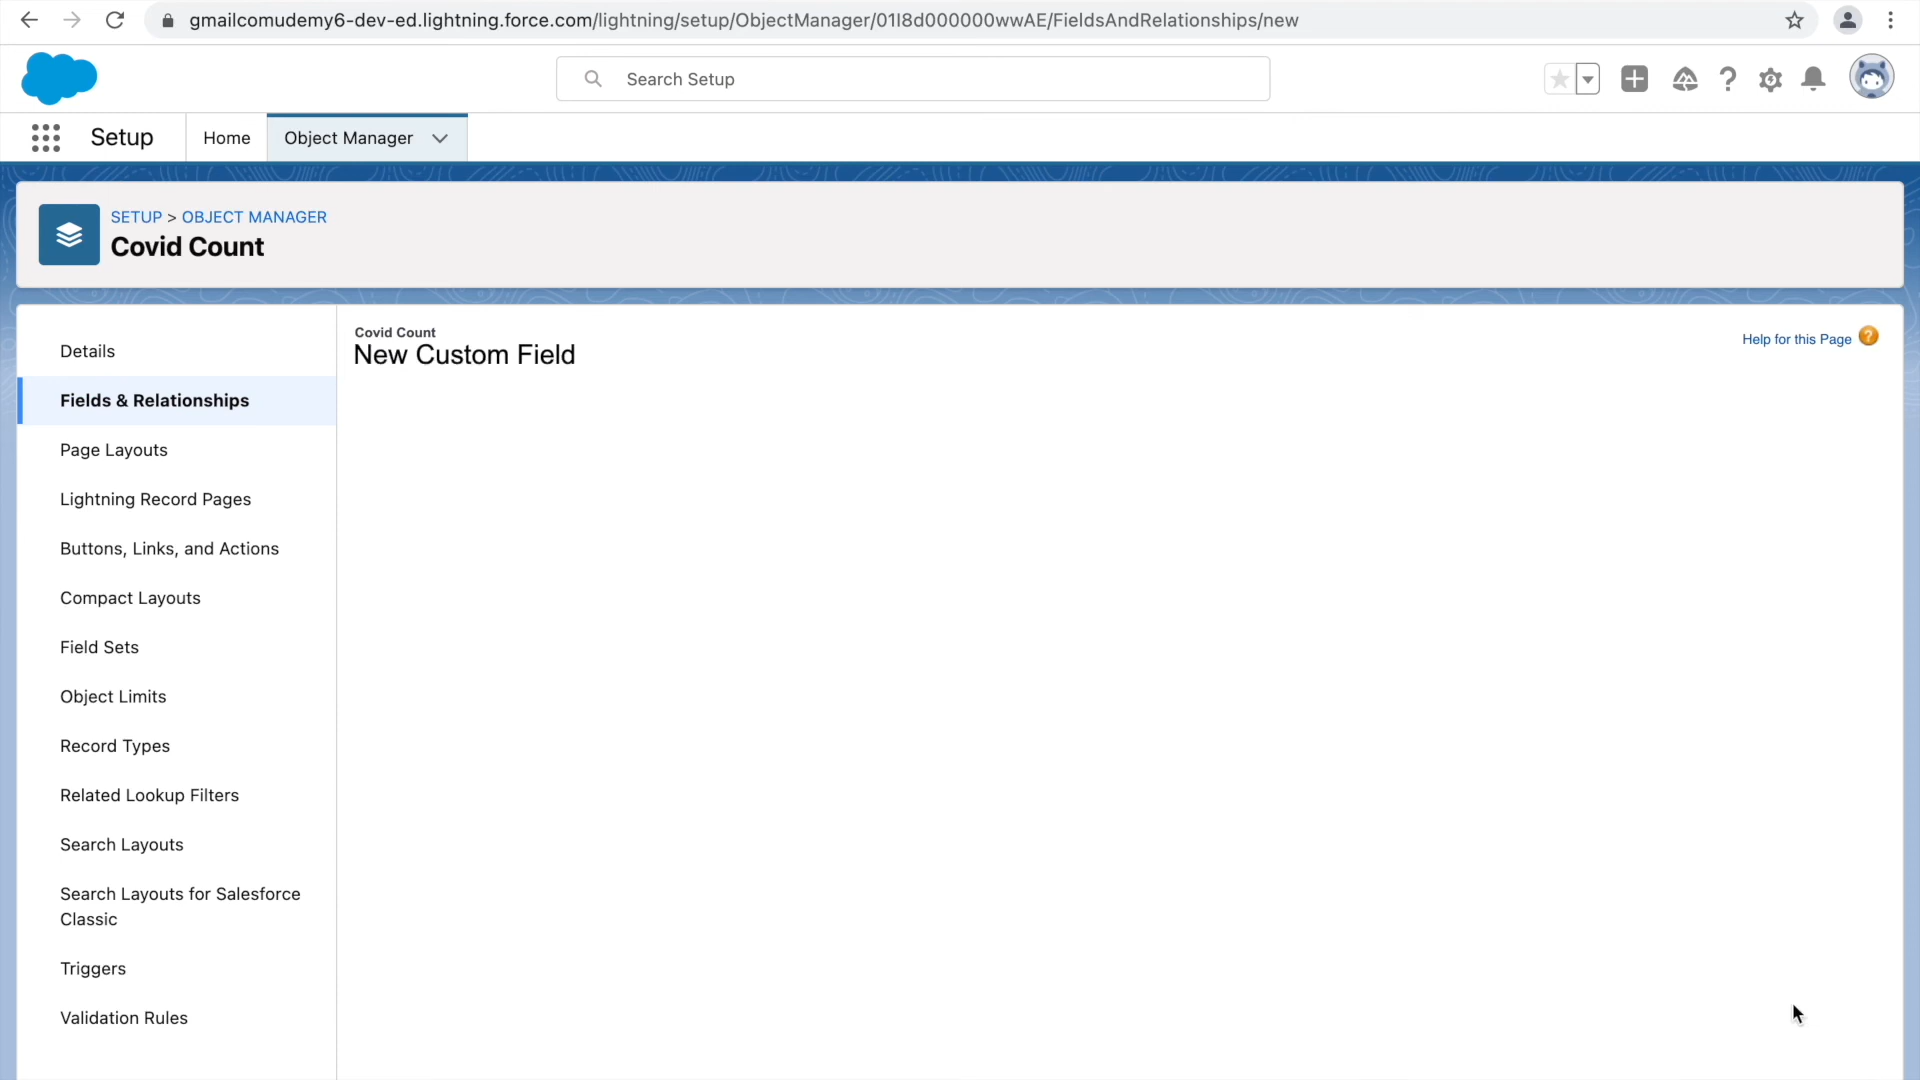 gmailcomudemy6-dev-ed.lightning.force.com/lightning/setup/ObjectManager/01I8d000000wwAE/FieldsAndRelationships/new
Search Setup
Setup
Home
Object Manager
SETUP > OBJECT MANAGER
Covid Count
Details
Fields & Relationships
Page Layouts
Lightning Record Pages
Buttons, Links, and Actions
Compact Layouts
Field Sets
Object Limits
Record Types
Related Lookup Filters
Search Layouts
Search Layouts for Salesforce
Classic
Triggers
Validation Rules
Covid Count
New Custom Field
Help for this Page